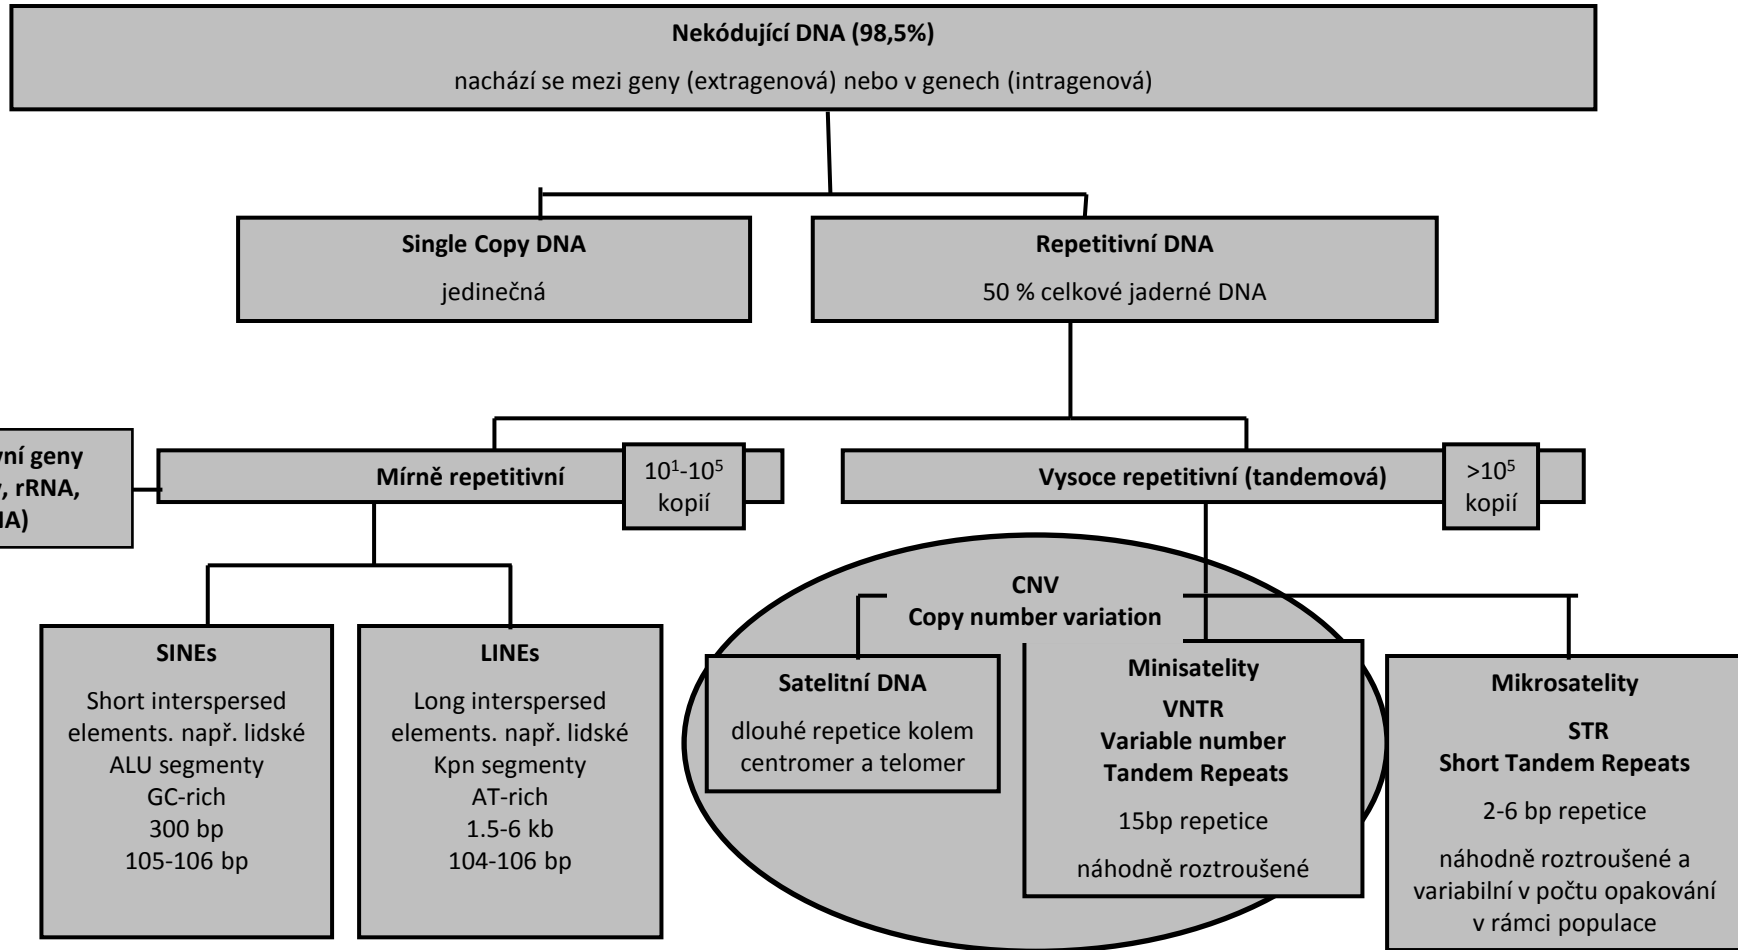 Nekódující DNA (98,5%)
nachází se mezi geny (extragenová) nebo v genech (intragenová)
Single Copy DNA
jedinečná
Repetitivní DNA
50 % celkové jaderné DNA
geny
rRNA,
Mírně repetitivní
10¹-10⁵
kopií
Vysoce repetitivní (tandemová)
>10⁵
kopií
CNV
Copy number variation
SINEs
Short interspersed
elements. např. lidské
ALU segmenty
GC-rich
300 bp
105-106 bp
LINEs
Long interspersed
elements. např. lidské
Kpn segmenty
AT-rich
1.5-6 kb
104-106 bp
Satelitní DNA
dlouhé repetice kolem
centromer a telomer
Minisatelity
VNTR
Variable number
Tandem Repeats
15bp repetice
náhodně roztroušené
Mikrosatelity
STR
Short Tandem Repeats
2-6 bp repetice
náhodně roztroušené a
variabilní v počtu opakování
v rámci populace